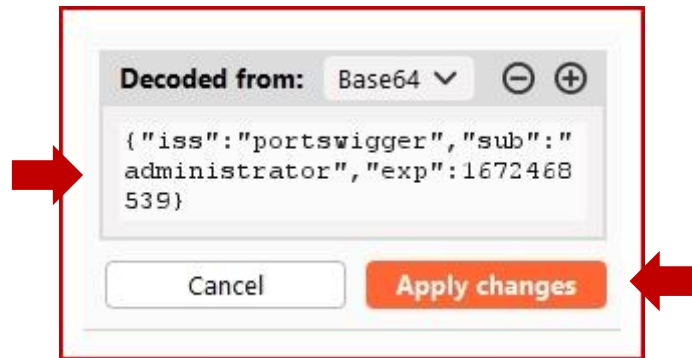 Decoded from: Base64
{"iss":"portswigger","sub":"
administrator","exp":1672468
539}
Cancel Apply changes